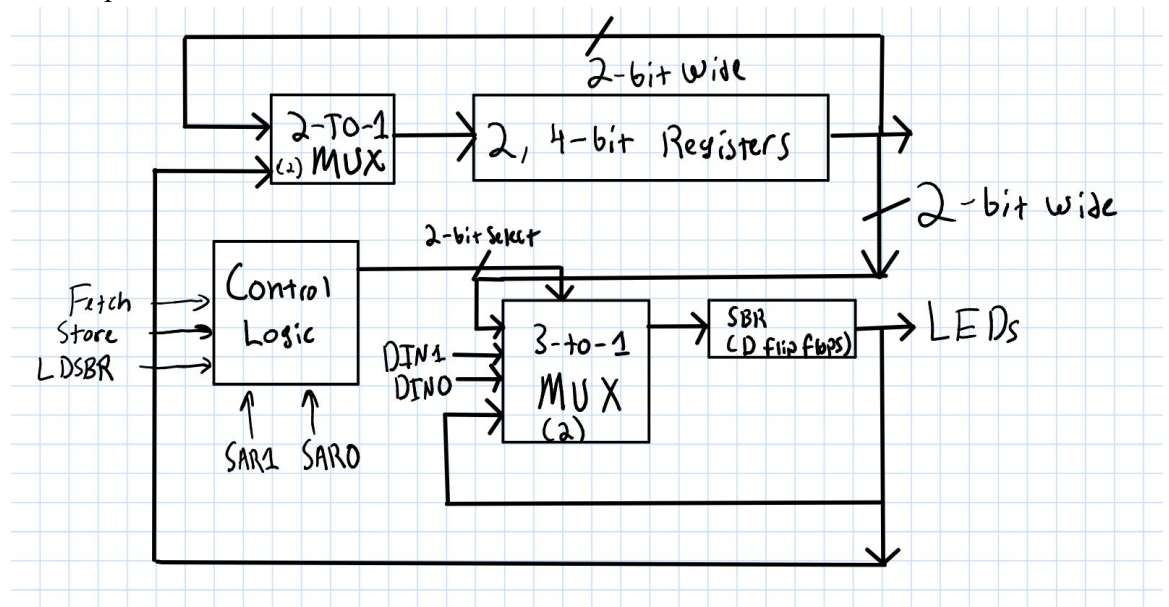 2-bit wide
2-TO-1
(2) MUX
2, 4-bit Registers
2-bit wide
2-bit Select
Control
Logic
Fetch
Store
LDSBR
SAR1 SAR0
DIN1
DIN0
3-to-1
MUX
(2)
SBR
(D flip flops)
LEDs